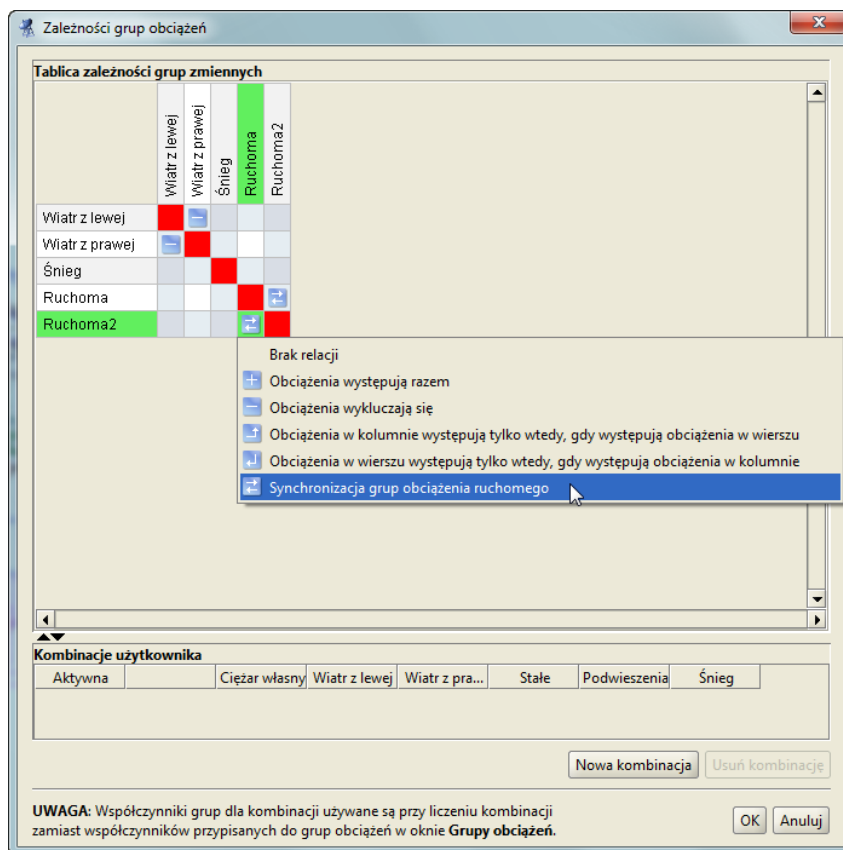 Zależności grup obciążeń
x
Tablica zależności grup zmiennych
Wiatr z lewej
Wiatr z prawej
Śnieg
Ruchoma
Ruchoma2
Wiatr z lewej
Wiatr z prawej
Śnieg
Ruchoma
Ruchoma2
Brak relacji
Obciążenia występują razem
Obciążenia wykluczają się
Obciążenia w kolumnie występują tylko wtedy, gdy występują obciążenia w wierszu
Obciążenia w wierszu występują tylko wtedy, gdy występują obciążenia w kolumnie
Synchronizacja grup obciążenia ruchomego
Kombinacje użytkownika
Aktywna Ciężar własny Wiatr z lewej Wiatr z pra... Stałe Podwieszenia Śnieg
Nowa kombinacja Usuń kombinację
UWAGA: Współczynniki grup dla kombinacji używane są przy liczeniu kombinacji
zamiast współczynników przypisanych do grup obciążeń w oknie Grupy obciążeń.
OK Anuluj